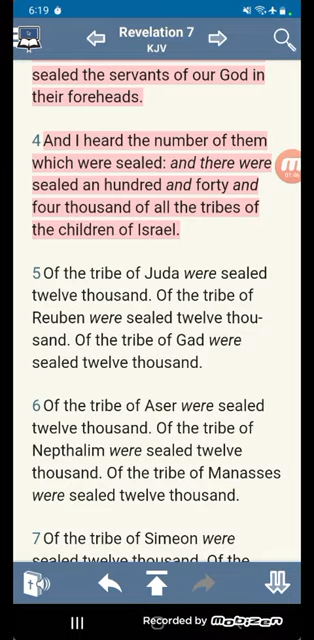 6:19
Revelation 7
KJV
sealed the servants of our God in
their foreheads.
4 And I heard the number of them
which were sealed: and there were
sealed an hundred and forty and
four thousand of all the tribes of
the children of Israel.
5 Of the tribe of Juda were sealed
twelve thousand. Of the tribe of
Reuben were sealed twelve thou-
sand. Of the tribe of Gad were
sealed twelve thousand.
6 Of the tribe of Aser were sealed
twelve thousand. Of the tribe of
Nepthalim were sealed twelve
thousand. Of the tribe of Manasses
were sealed twelve thousand.
7 Of the tribe of Simeon were
sealed twelve thousand. Of the
Recorded by Mobizen